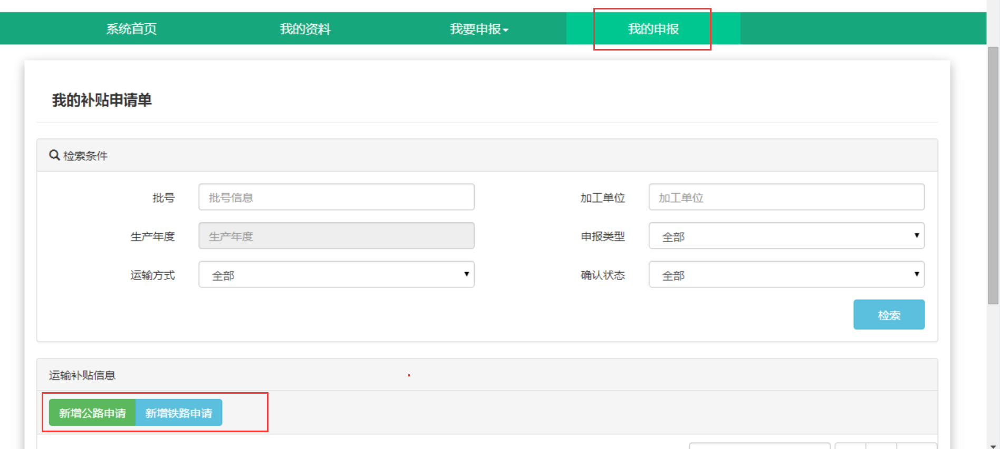 系统首页 我的资料 我要申报 我的申报
我的补贴申请单
检索条件
批号 批号信息 加工单位 加工单位
生产年度 生产年度 申报类型 全部
运输方式 全部 确认状态 全部
检索
运输补贴信息
新增公路申请 新增铁路申请